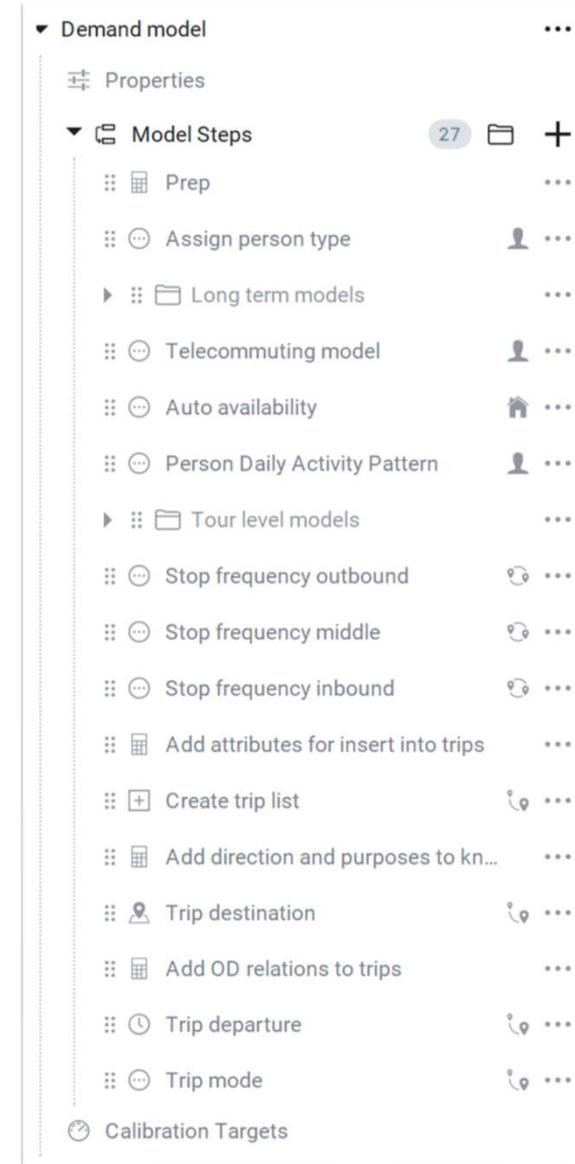 Demand model
Properties
Model Steps 27
Prep
Assign person type
Long term models
Telecommuting model
Auto availability
Person Daily Activity Pattern
Tour level models
Stop frequency outbound
Stop frequency middle
Stop frequency inbound
Add attributes for insert into trips
Create trip list
Add direction and purposes to kn...
Trip destination
Add OD relations to trips
Trip departure
Trip mode
Calibration Targets